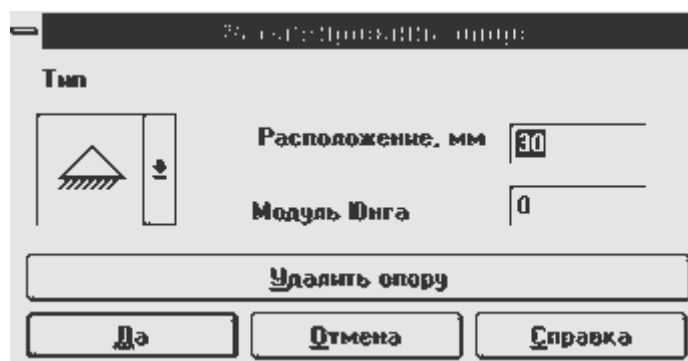 Тип
Расположение, мм 30
Модуль Юнга 0
Удалить опору
Да Отмена Справка